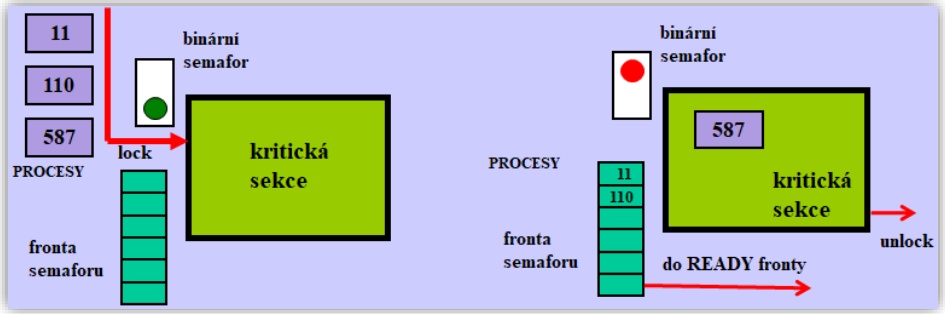 11
110
587
PROCESY
binární
semafor
lock
kritická
sekce
fronta
semaforu
binární
semafor
587
kritická
sekce
PROCESY
11
110
fronta
semaforu
unlock
do READY fronty